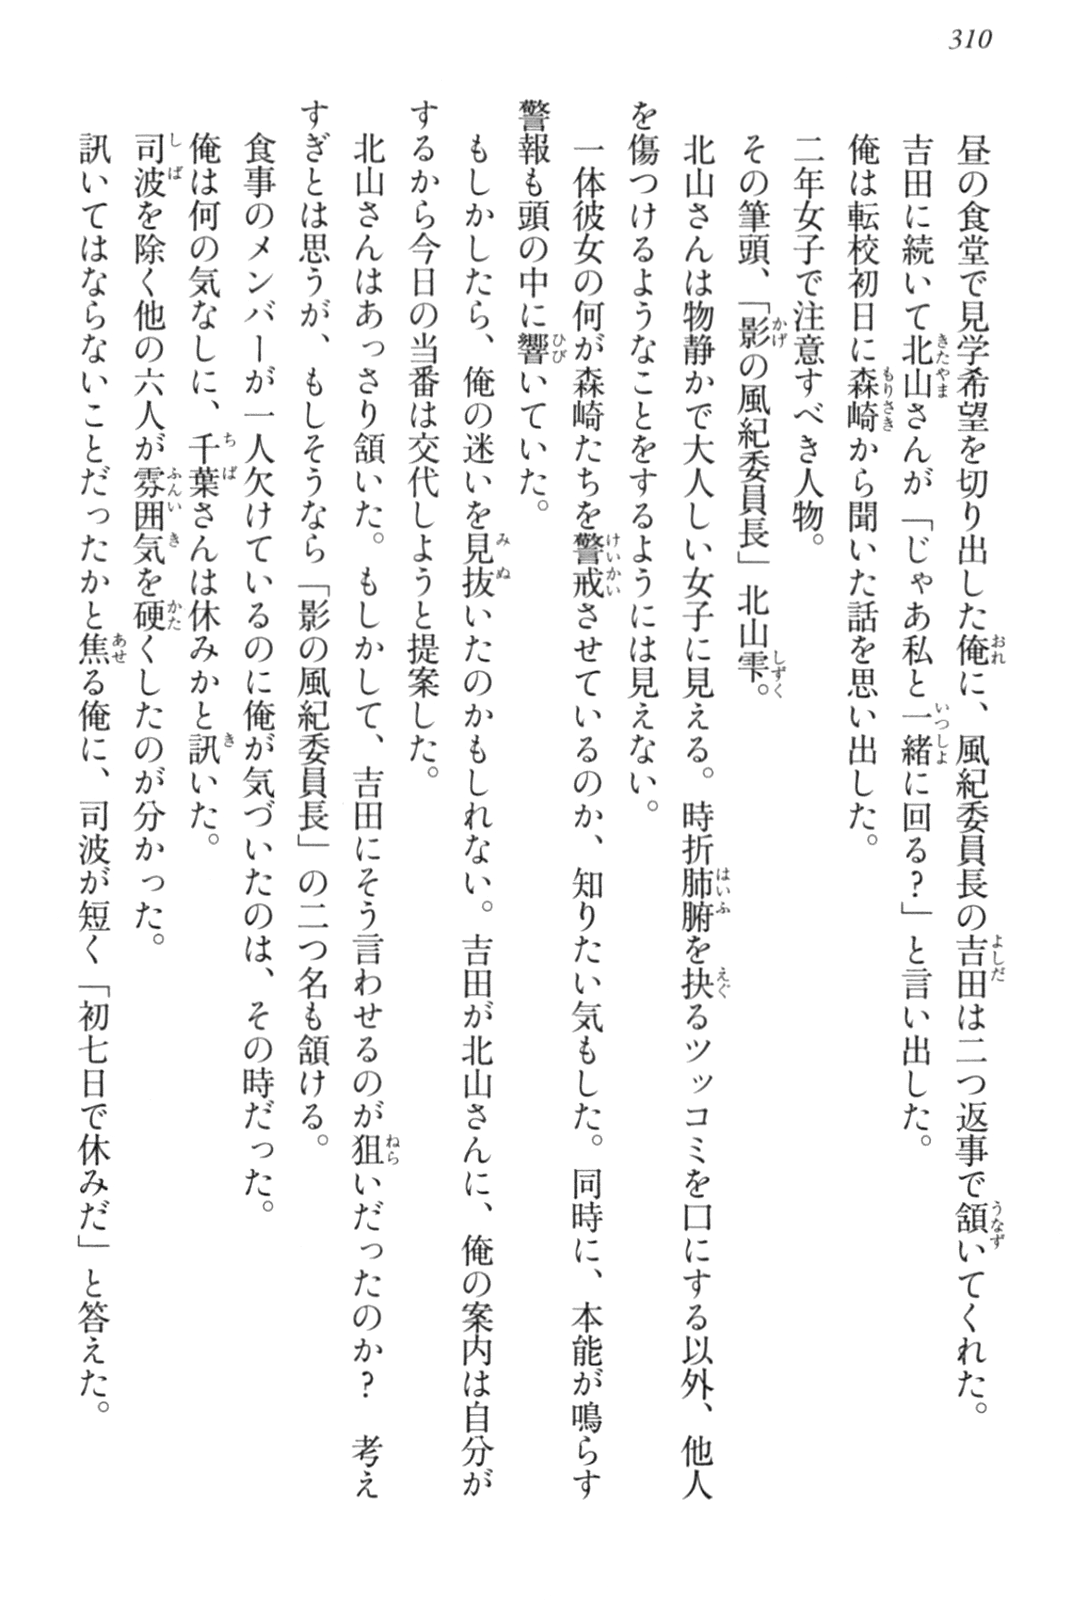 310
昼の食堂で見学希望を切り出した俺に、風紀委員長の吉田は二つ返事で頷いてくれた。
吉田に続いて北山さんが「じゃあ私と一緒に回る?」と言い出した。
俺は転校初日に森崎から聞いた話を思い出した。
二年女子で注意すべき人物。
その筆頭、「影の風紀委員長」北山雫。
北山さんは物静かで大人しい女子に見える。時折肺腑を抉るツッコミを口にする以外、他人
を傷つけるようなことをするようには見えない。
一体彼女の何が森崎たちを警戒させているのか、知りたい気もした。同時に、本能が鳴らす
警報も頭の中に響いていた。
もしかしたら、俺の迷いを見抜いたのかもしれない。吉田が北山さんに、俺の案内は自分が
するから今日の当番は交代しようと提案した。
北山さんはあっさり頷いた。もしかして、吉田にそう言わせるのが狙いだったのか? 考え
すぎとは思うが、もしそうなら「影の風紀委員長」の二つ名も頷ける。
食事のメンバーが一人欠けているのに俺が気づいたのは、その時だった。
俺は何の気なしに、千葉さんは休みかと訊いた。
司波を除く他の六人が雰囲気を硬くしたのが分かった。
訊いてはならないことだったかと焦る俺に、司波が短く「初七日で休みだ」と答えた。